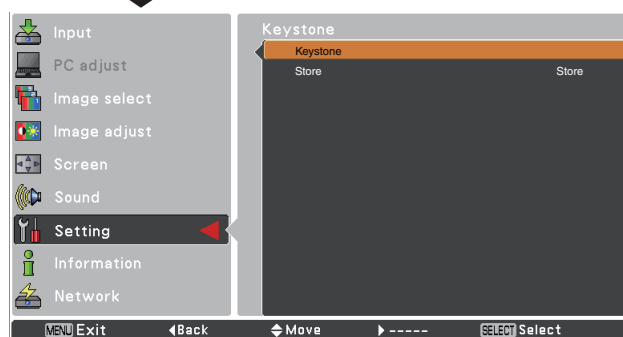 Input
PC adjust
Image select
Image adjust
Screen
Sound
Setting
Information
Network
Keystone
Keystone
Store Store
MENU Exit Back Move ----- SELECT Select